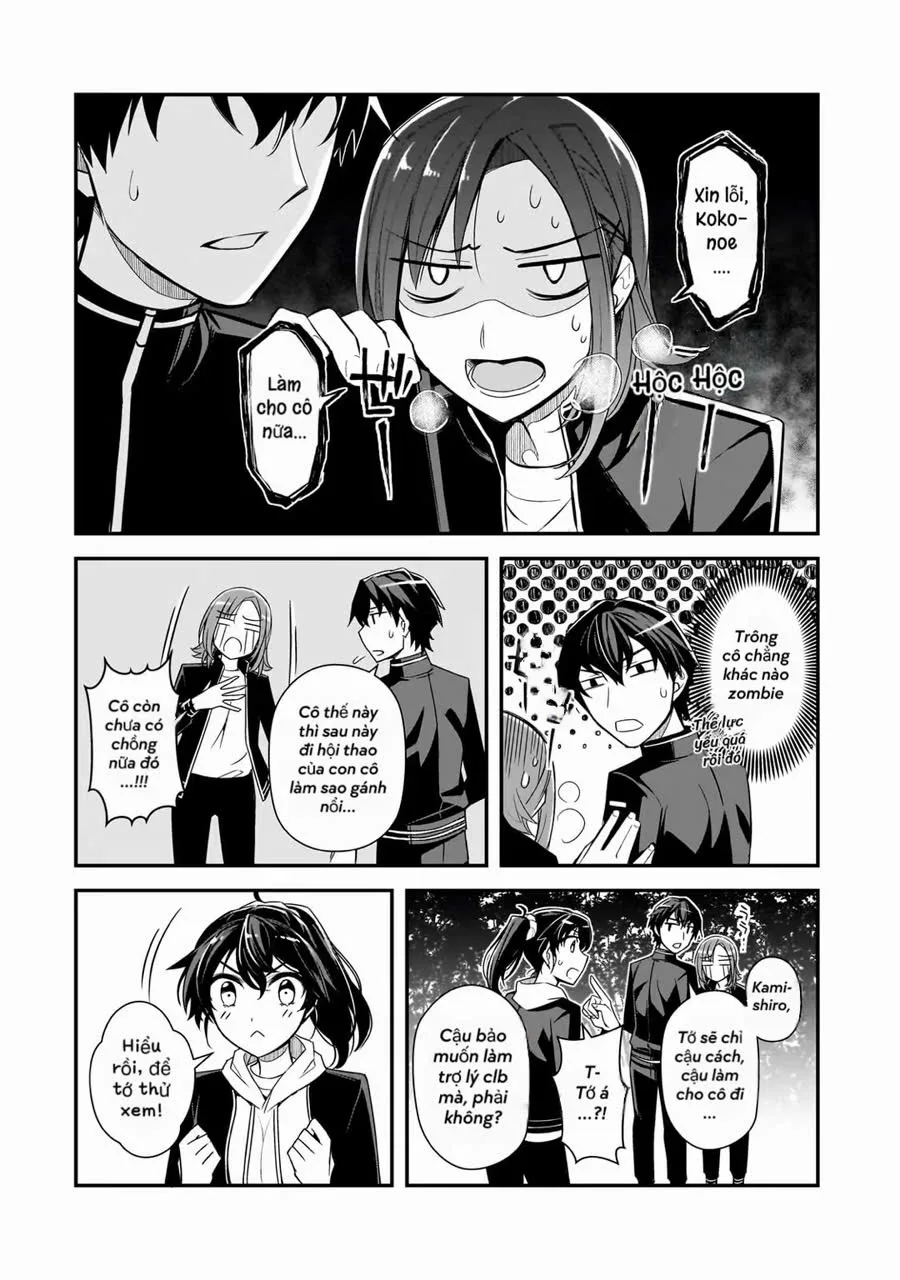 Xin lỗi,
Koko-
noe
....
Làm
cho cô
nữa...
Hộc Hộc
Trông
cô chẳng
khác nào
zombie
Thể lực
yếu quá
rồi đó
Cô thế này
thì sau này
đi hội thao
của con cô
làm sao gánh
nổi...
Cô còn
chưa có
chồng
nữa đó
...!!!
Kami-
shiro,
Tớ sẽ chỉ
cậu cách,
cậu làm
cho cô đi
...
T-
Tớ á
...?!
Cậu bảo
muốn làm
trợ lý clb
mà, phải
không?
Hiểu
rồi, để
tớ thử
xem!